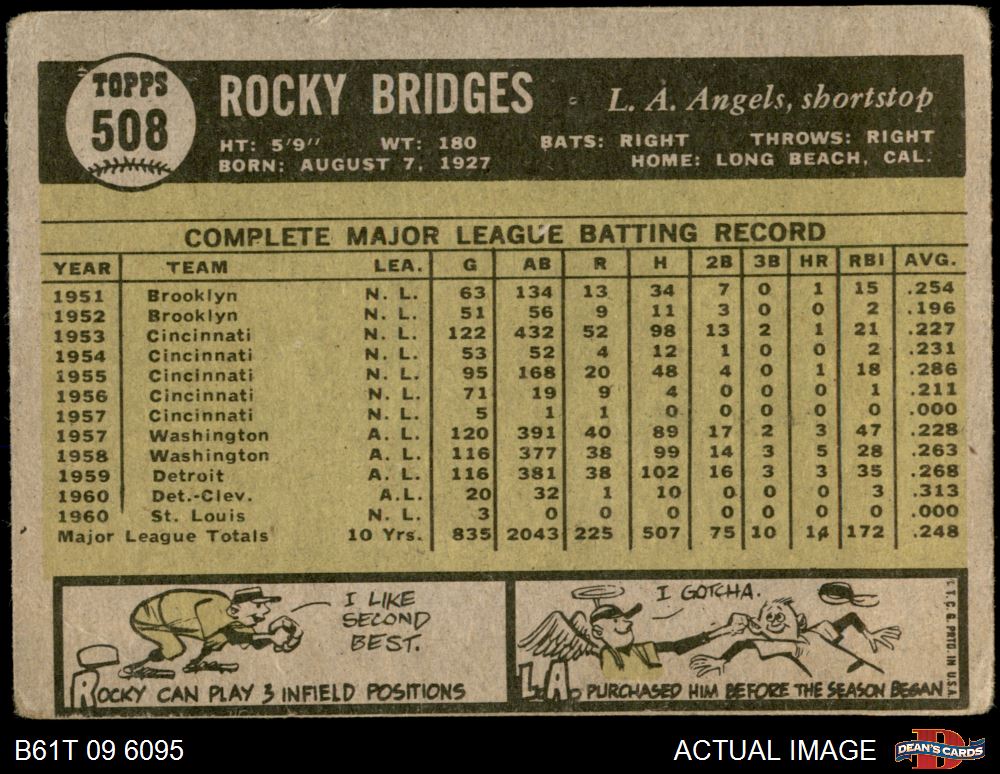 TOPPS
508
ROCKY BRIDGES L. A. Angels, shortstop
HT: 5'9" WT: 180 BATS: RIGHT THROWS: RIGHT
BORN: AUGUST 7, 1927 HOME: LONG BEACH, CAL.
COMPLETE MAJOR LEAGUE BATTING RECORD
YEAR TEAM LEA. G AB R H 2B 3B HR RBI AVG.
1951 Brooklyn N. L. 63 134 13 34 7 0 1 15 .254
1952 Brooklyn N. L. 51 56 9 11 3 0 0 2 .196
1953 Cincinnati N. L. 122 432 52 98 13 2 1 21 .227
1954 Cincinnati N. L. 53 52 4 12 1 0 0 2 .231
1955 Cincinnati N. L. 95 168 20 48 4 0 1 18 .286
1956 Cincinnati N. L. 71 19 9 4 0 0 0 1 .211
1957 Cincinnati N. L. 5 1 1 0 0 0 0 0 .000
1957 Washington A. L. 120 391 40 89 17 2 3 47 .228
1958 Washington A. L. 116 377 38 99 14 3 5 28 .263
1959 Detroit A. L. 116 381 38 102 16 3 3 35 .268
1960 Det.-Clev. A.L. 20 32 1 10 0 0 0 3 .313
1960 St. Louis N. L. 3 0 0 0 0 0 0 0 .000
Major League Totals 10 Yrs. 835 2043 225 507 75 10 14 172 .248
I LIKE
SECOND
BEST.
ROCKY CAN PLAY 3 INFIELD POSITIONS
I GOTCHA.
L.A. PURCHASED HIM BEFORE THE SEASON BEGAN
T. C. G. PRTD. IN U.S.A.
B61T 09 6095
ACTUAL IMAGE
DEAN'S CARDS